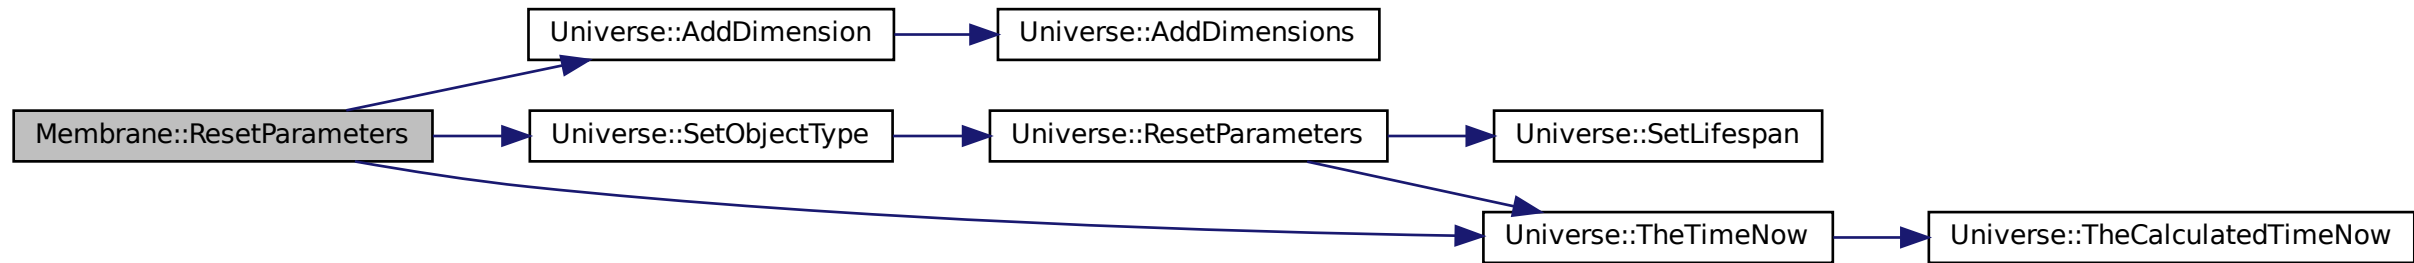 Universe::AddDimension
Universe::AddDimensions
Membrane::ResetParameters
Universe::SetObjectType
Universe::ResetParameters
Universe::SetLifespan
Universe::TheTimeNow
Universe::TheCalculatedTimeNow